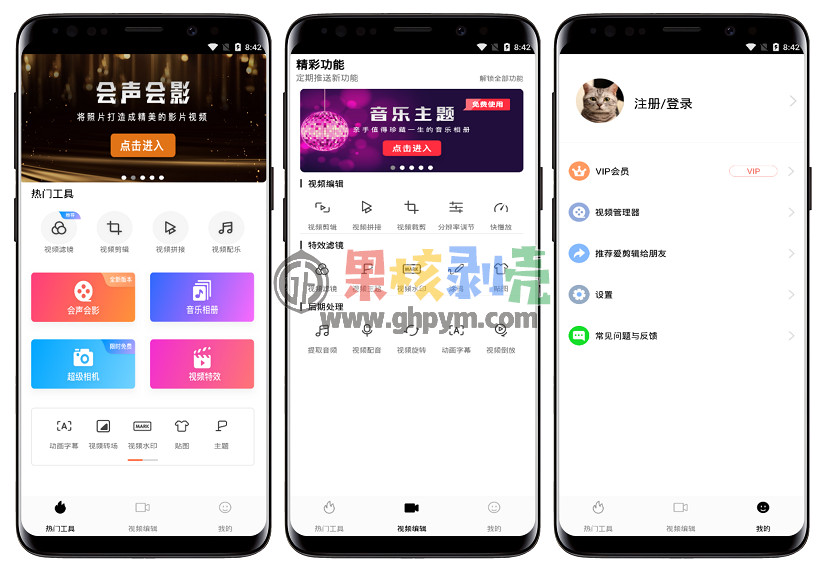 8:42
会声会影
将照片打造成精美的影片视频
点击进入
热门工具
推荐
视频滤镜
视频剪辑
视频拼接
视频配乐
全新版本
会声会影
音乐相册
限时免费
超级相机
视频特效
[A]
MARK
动画字幕
视频转场
视频水印
贴图
主题
热门工具
视频编辑
我的
8:42
精彩功能
定期推送新功能
解锁全部功能
音乐主题
免费使用
亲手值得珍藏一生的音乐相册
点击进入
视频编辑
视频剪辑
视频拼接
视频裁剪
分辨率调节
快慢放
特效滤镜
MARK
视频滤镜
视频水印
贴图
果核剥壳
www.ghpym.com
后期处理
[A]
提取音频
视频配音
视频旋转
动画字幕
视频倒放
热门工具
视频编辑
我的
8:42
注册/登录
VIP会员
VIP
视频管理器
推荐爱剪辑给朋友
设置
常见问题与反馈
热门工具
视频编辑
我的